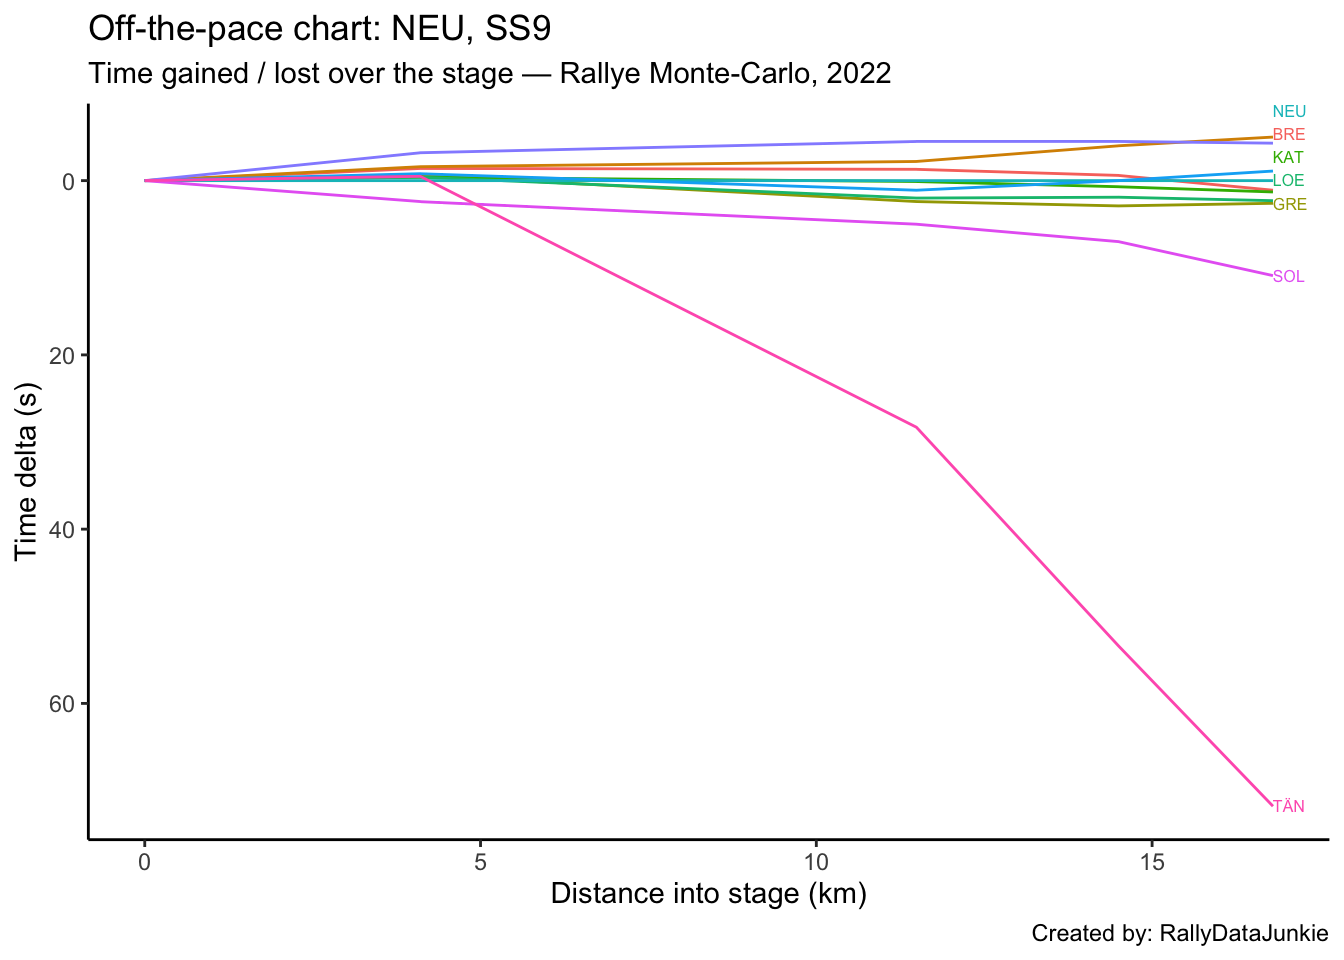 Off-the-pace chart: NEU, SS9
Time gained / lost over the stage — Rallye Monte-Carlo, 2022
NEU
BRE
KAT
LOE
GRE
SOL
TÄN
0
20
40
60
Time delta (s)
0 5 10 15
Distance into stage (km)
Created by: RallyDataJunkie